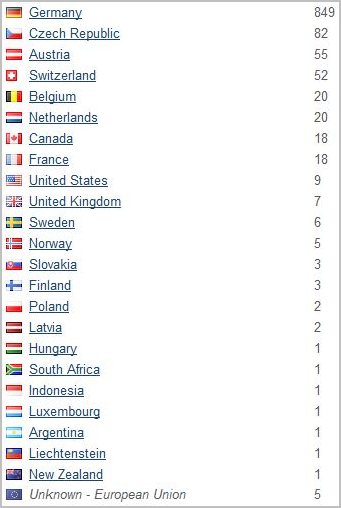 Germany 849
Czech Republic 82
Austria 55
Switzerland 52
Belgium 20
Netherlands 20
Canada 18
France 18
United States 9
United Kingdom 7
Sweden 6
Norway 5
Slovakia 3
Finland 3
Poland 2
Latvia 2
Hungary 1
South Africa 1
Indonesia 1
Luxembourg 1
Argentina 1
Liechtenstein 1
New Zealand 1
Unknown - European Union 5